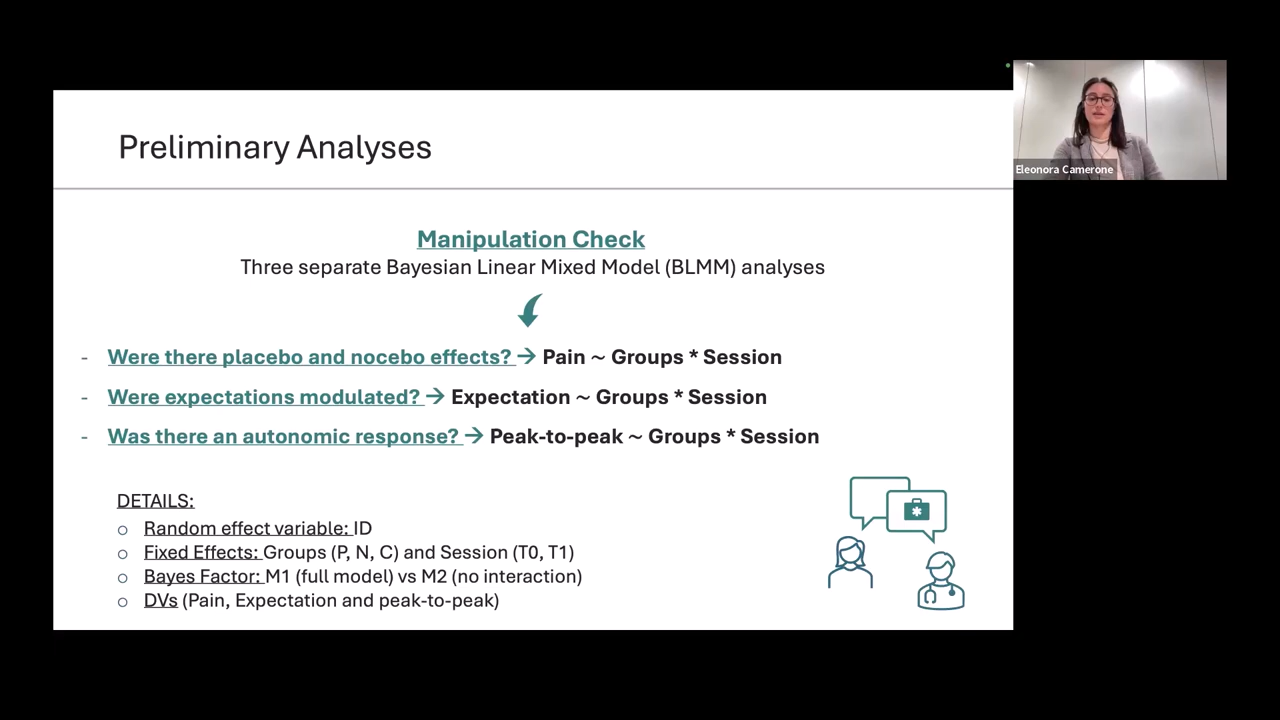 Preliminary Analyses
Eleonora Camerone
Manipulation Check
Three separate Bayesian Linear Mixed Model (BLMM) analyses
- Were there placebo and nocebo effects? → Pain ~ Groups * Session
- Were expectations modulated? → Expectation ~ Groups * Session
- Was there an autonomic response? → Peak-to-peak ~ Groups * Session
DETAILS:
o Random effect variable: ID
o Fixed Effects: Groups (P, N, C) and Session (T0, T1)
o Bayes Factor: M1 (full model) vs M2 (no interaction)
o DVs (Pain, Expectation and peak-to-peak)